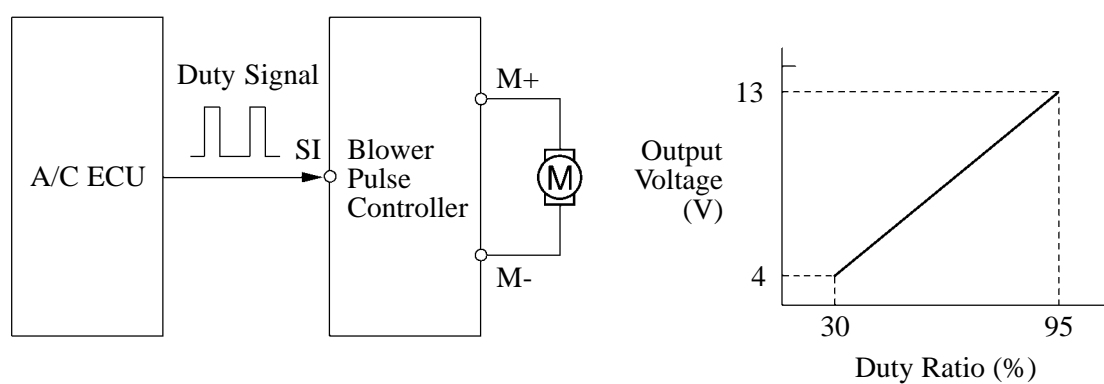 A/C ECU
Duty Signal
SI
Blower
Pulse
Controller
M+
M-
M
Output
Voltage
(V)
13
4
30
95
Duty Ratio (%)